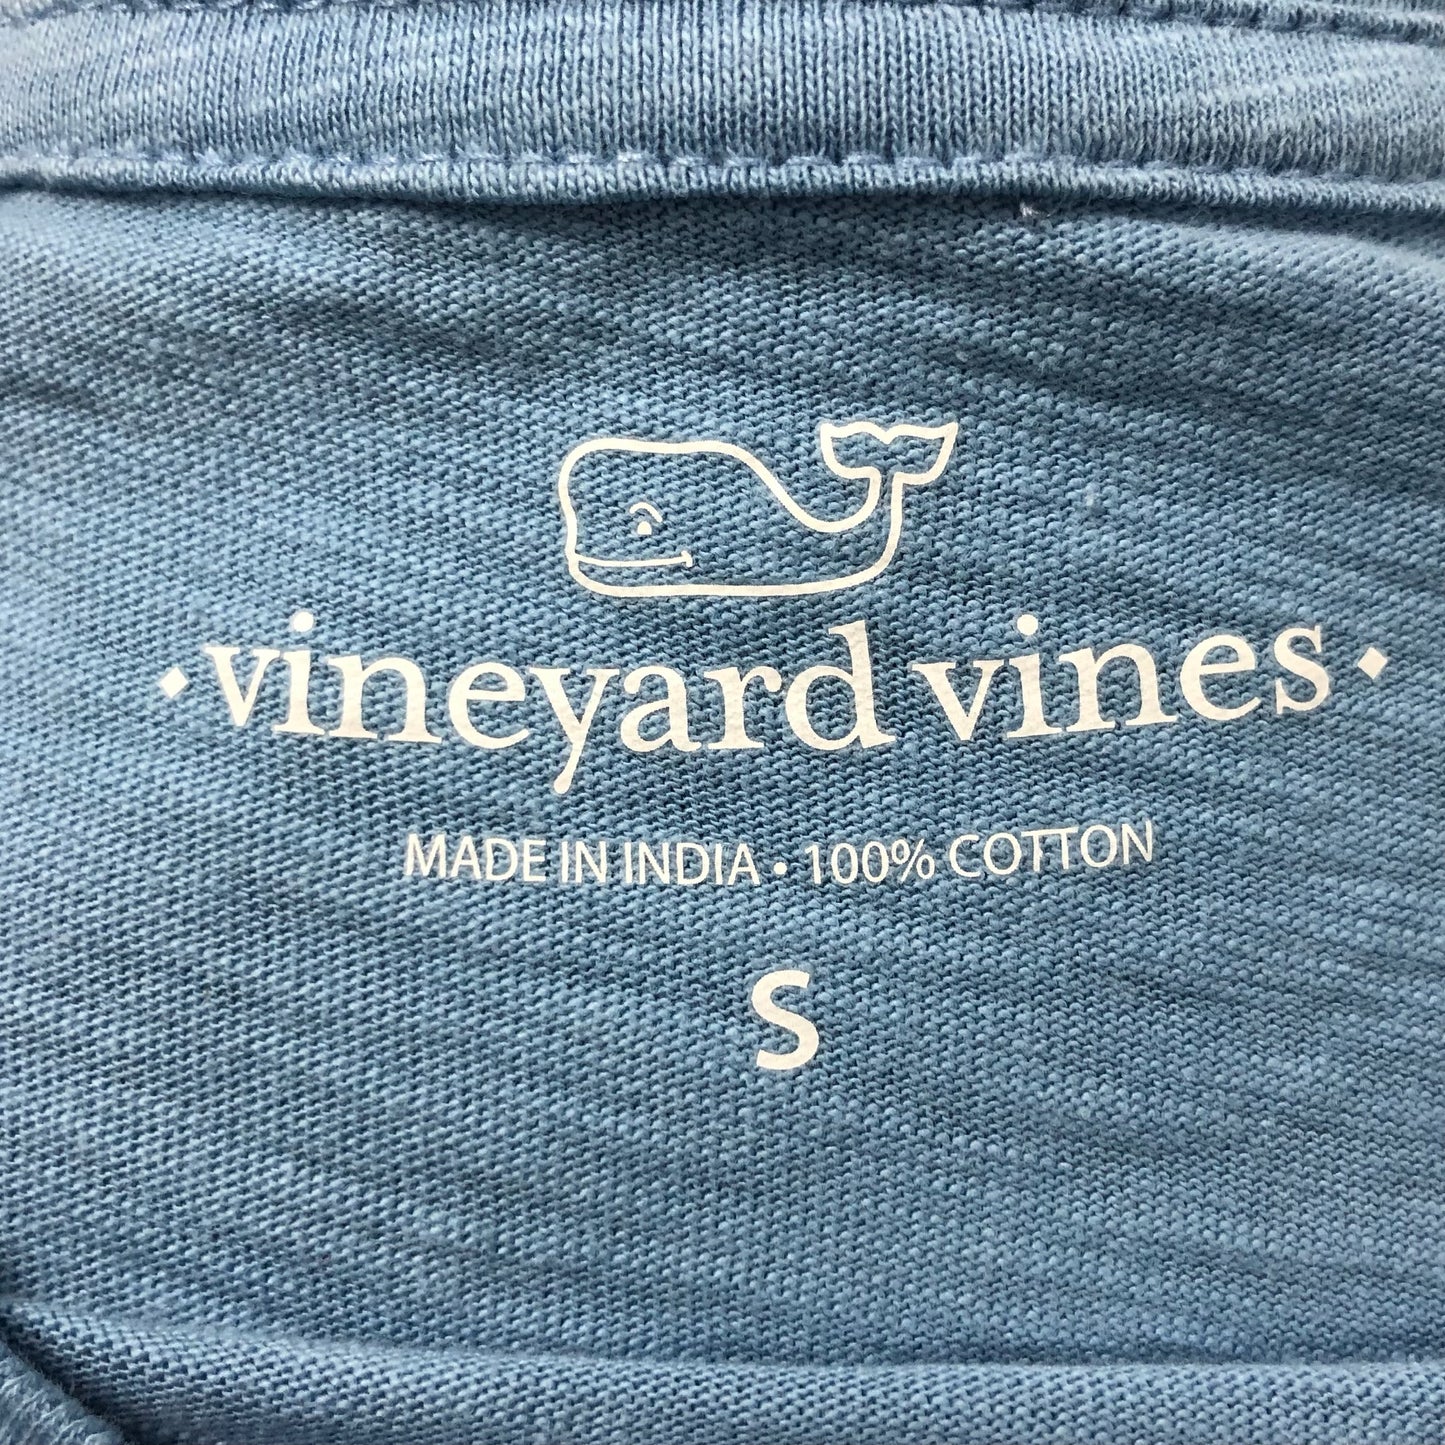 ·vineyard vines·
MADE IN INDIA • 100% COTTON
S